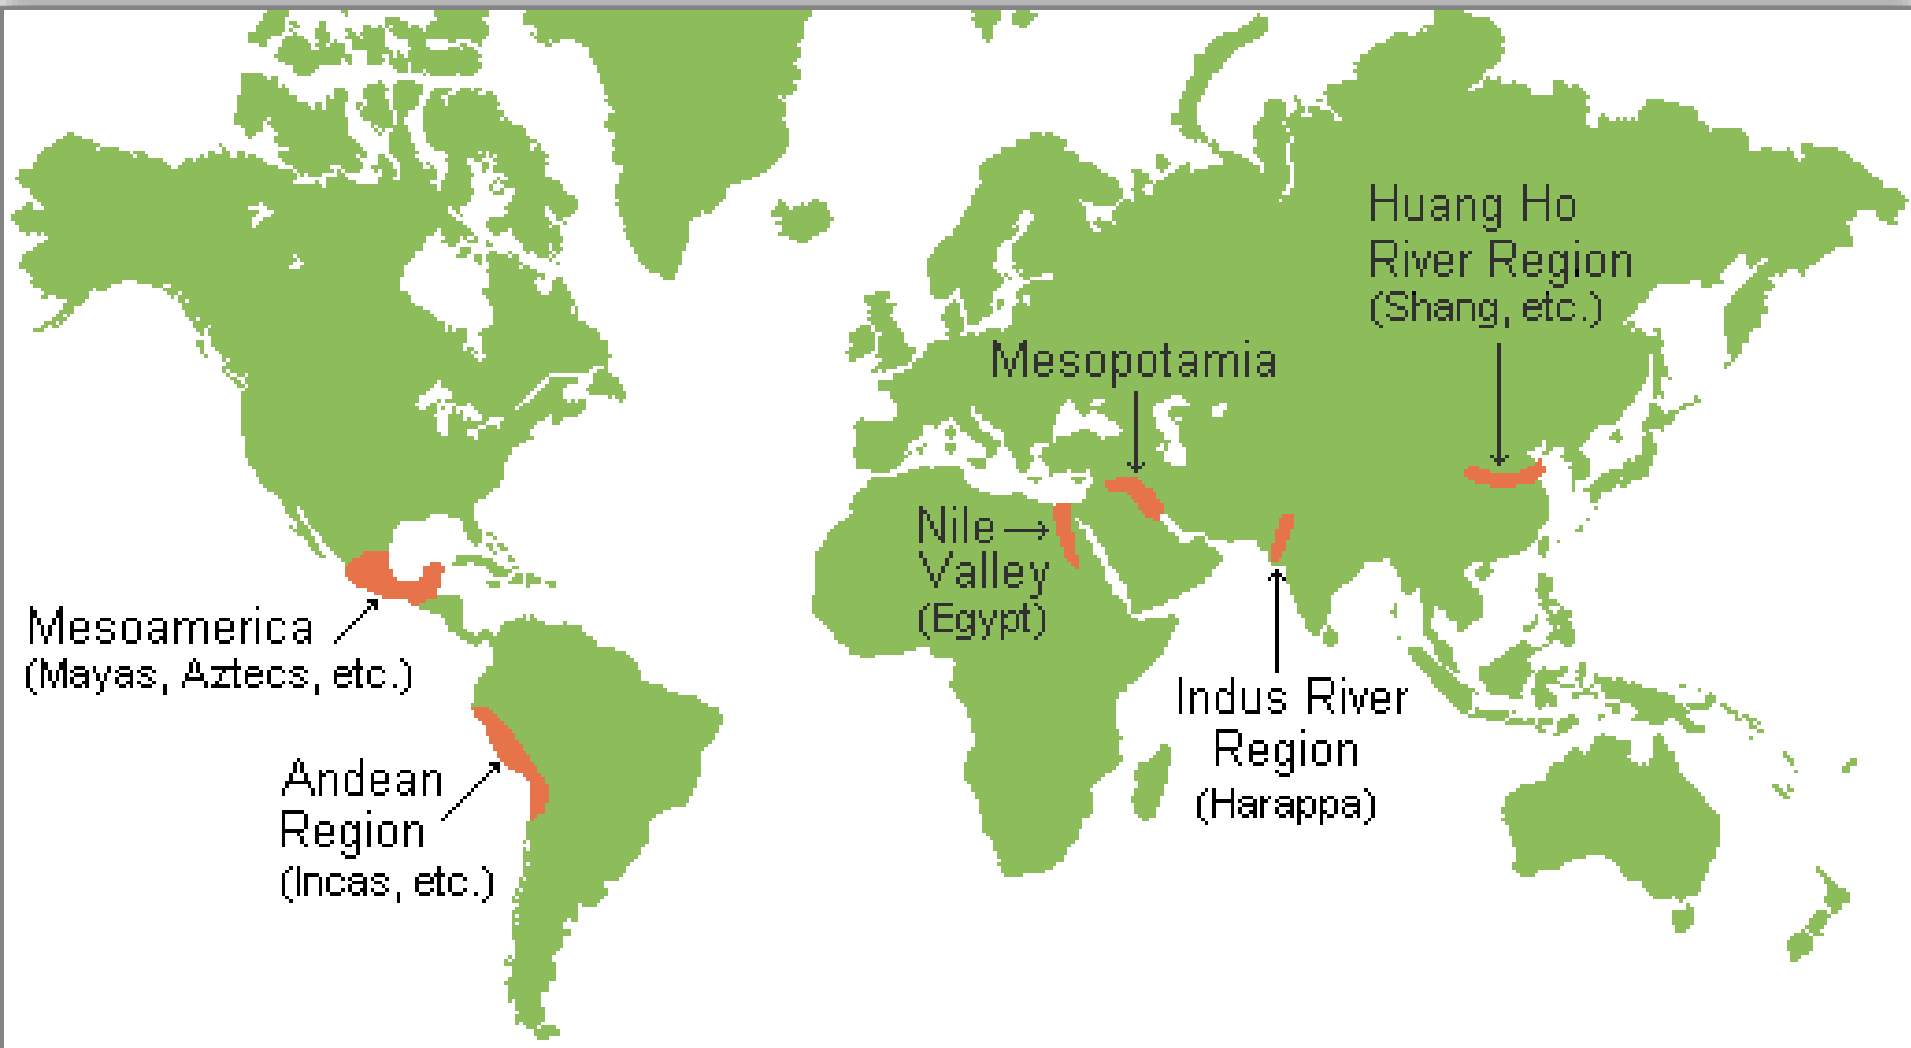 Huang Ho
River Region
(Shang, etc.)
Mesopotamia
Nile
Valley
(Egypt)
Mesoamerica
(Mayas, Aztecs, etc.)
Indus River
Region
(Harappa)
Andean
Region
(Incas, etc.)